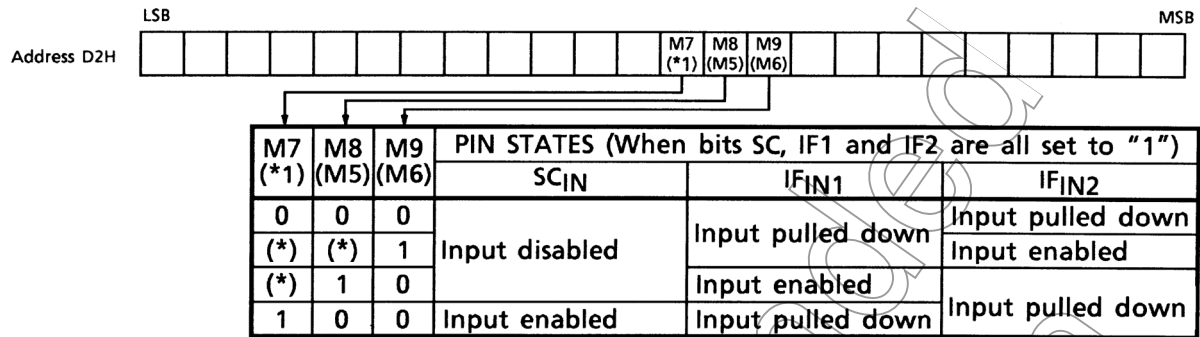 LSB MSB
Address D2H M7 M8 M9
(*1) (M5) (M6)
M7 M8 M9 PIN STATES (When bits SC, IF1 and IF2 are all set to "1")
(*1) (M5) (M6) SCIN IFIN1 IFIN2
0 0 0 Input disabled Input pulled down Input pulled down
(*) (*) 1 Input enabled
(*) 1 0 Input enabled Input pulled down
1 0 0 Input enabled Input pulled down